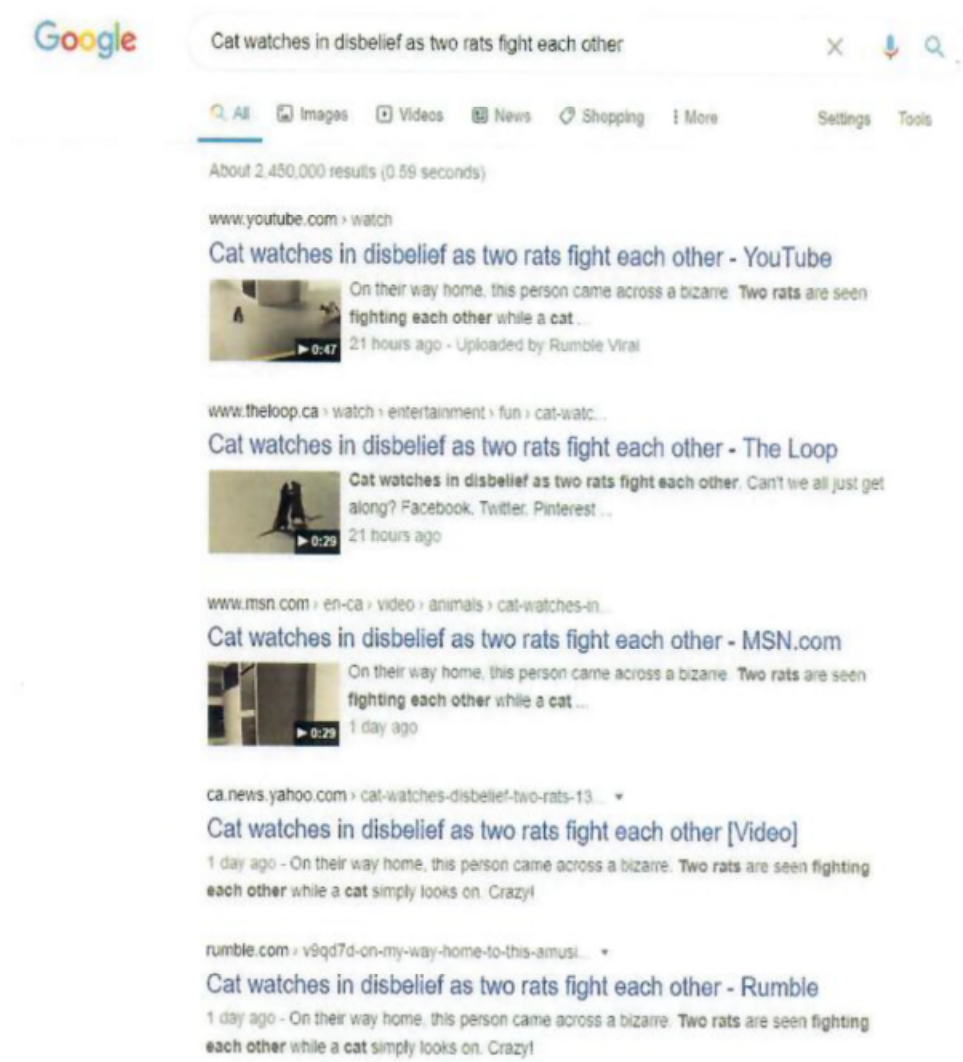 Google
Cat watches in disbelief as two rats fight each other
All Images Videos News Shopping More Settings Tools
About 2,450,000 results (0.59 seconds)
www.youtube.com › watch
Cat watches in disbelief as two rats fight each other - YouTube
On their way home, this person came across a bizarre. Two rats are seen
fighting each other while a cat ...
0:47 21 hours ago - Uploaded by Rumble Viral
www.theloop.ca › watch › entertainment › fun › cat-watc...
Cat watches in disbelief as two rats fight each other - The Loop
Cat watches in disbelief as two rats fight each other. Can't we all just get
along? Facebook. Twitter. Pinterest ...
0:29 21 hours ago
www.msn.com › en-ca › video › animals › cat-watches-in...
Cat watches in disbelief as two rats fight each other - MSN.com
On their way home, this person came across a bizarre. Two rats are seen
fighting each other while a cat ...
0:29 1 day ago
ca.news.yahoo.com › cat-watches-disbelief-two-rats-13...
Cat watches in disbelief as two rats fight each other [Video]
1 day ago - On their way home, this person came across a bizarre. Two rats are seen fighting
each other while a cat simply looks on. Crazy!
rumble.com › v9qd7d-on-my-way-home-to-this-amusi...
Cat watches in disbelief as two rats fight each other - Rumble
1 day ago - On their way home, this person came across a bizarre. Two rats are seen fighting
each other while a cat simply looks on. Crazy!